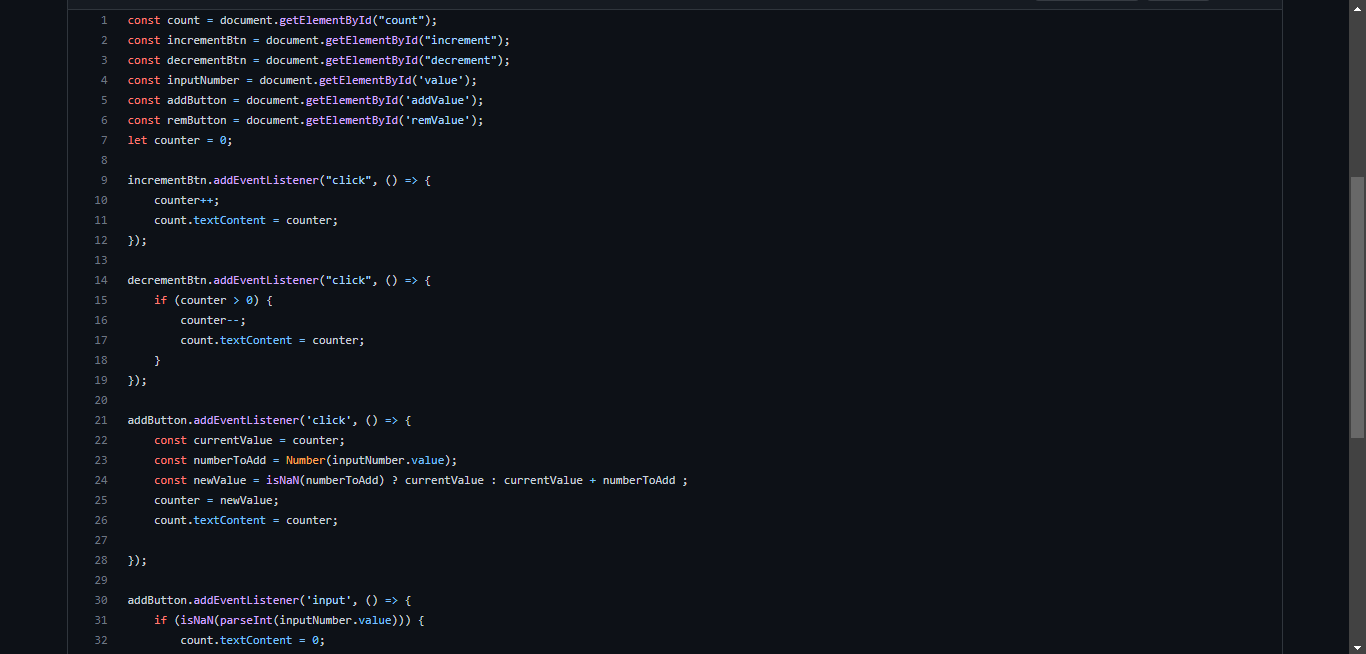 1 const count = document.getElementById("count");
2 const incrementBtn = document.getElementById("increment");
3 const decrementBtn = document.getElementById("decrement");
4 const inputNumber = document.getElementById('value');
5 const addButton = document.getElementById('addValue');
6 const remButton = document.getElementById('remValue');
7 let counter = 0;
8
9 incrementBtn.addEventListener("click", () => {
10     counter++;
11     count.textContent = counter;
12 });
13
14 decrementBtn.addEventListener("click", () => {
15     if (counter > 0) {
16         counter--;
17         count.textContent = counter;
18     }
19 });
20
21 addButton.addEventListener('click', () => {
22     const currentValue = counter;
23     const numberToAdd = Number(inputNumber.value);
24     const newValue = isNaN(numberToAdd) ? currentValue : currentValue + numberToAdd ;
25     counter = newValue;
26     count.textContent = counter;
27
28 });
29
30 addButton.addEventListener('input', () => {
31     if (isNaN(parseInt(inputNumber.value))) {
32         count.textContent = 0;